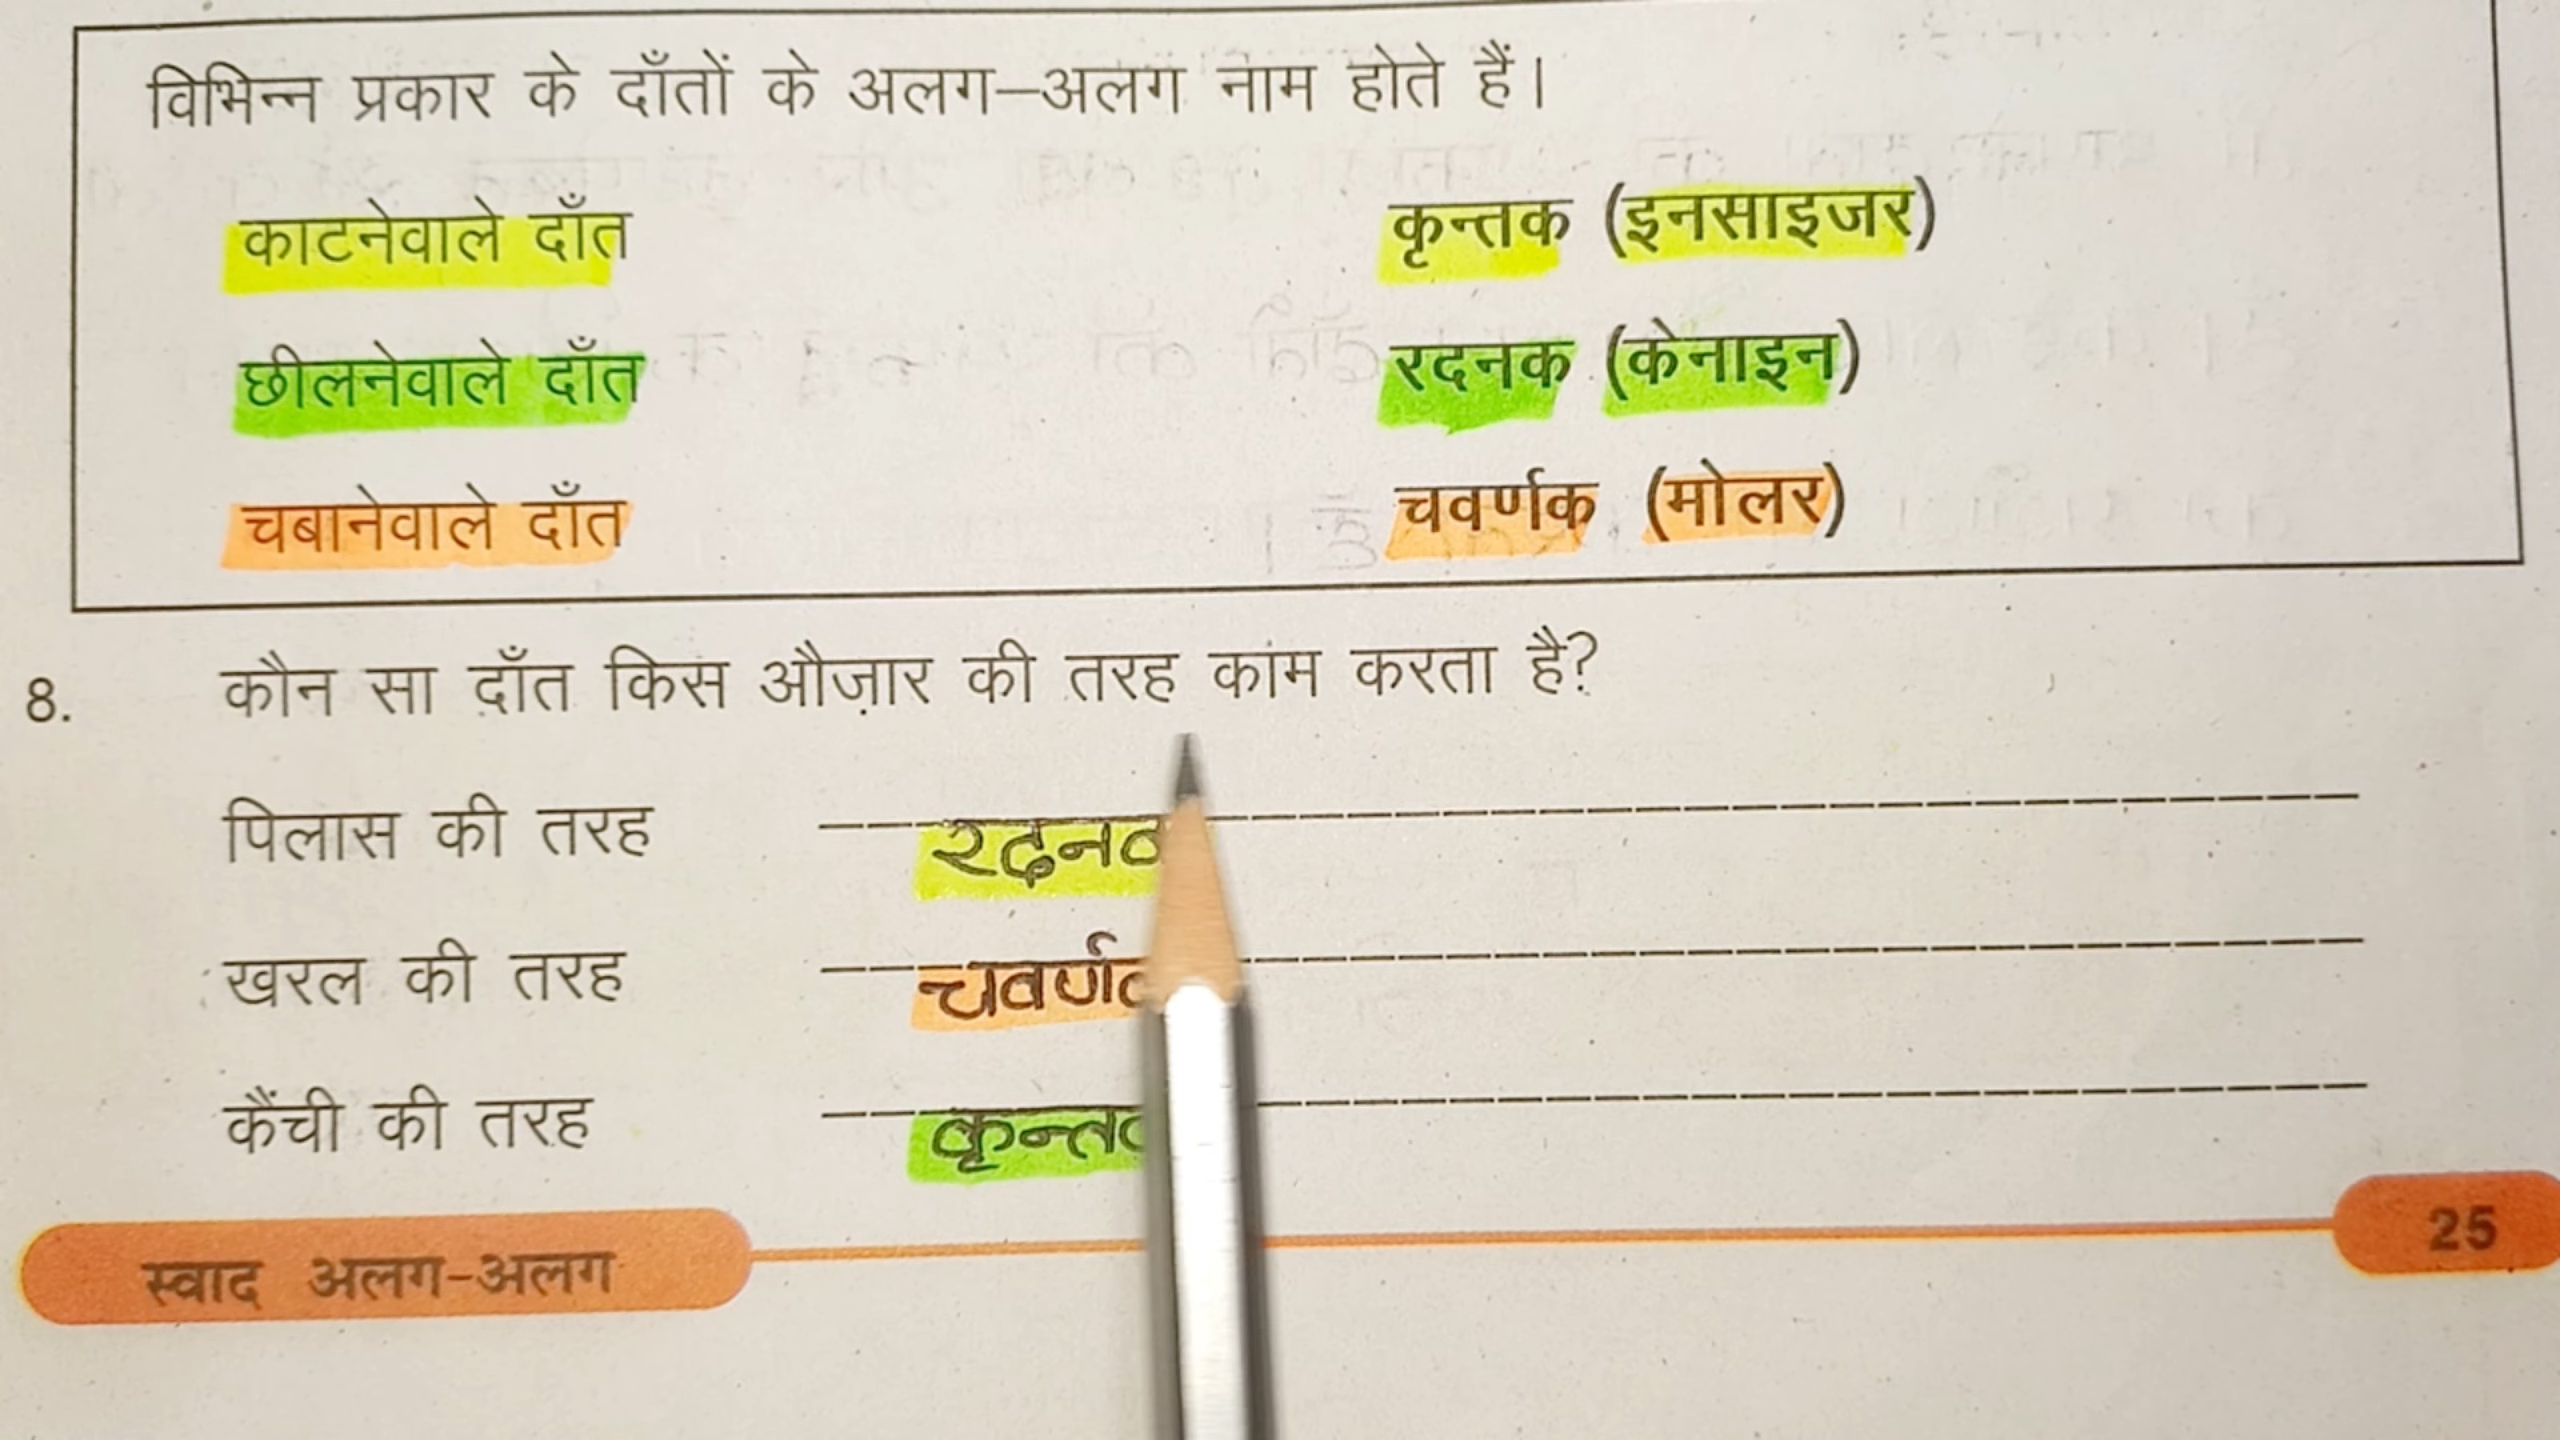 विभिन्न प्रकार के दाँतों के अलग–अलग नाम होते हैं।
काटनेवाले दाँत कृन्तक (इनसाइजर)
छीलनेवाले दाँत रदनक (केनाइन)
चबानेवाले दाँत चवर्णक (मोलर)
8. कौन सा दाँत किस औज़ार की तरह काम करता है?
पिलास की तरह
खरल की तरह
कैंची की तरह
स्वाद अलग-अलग 25